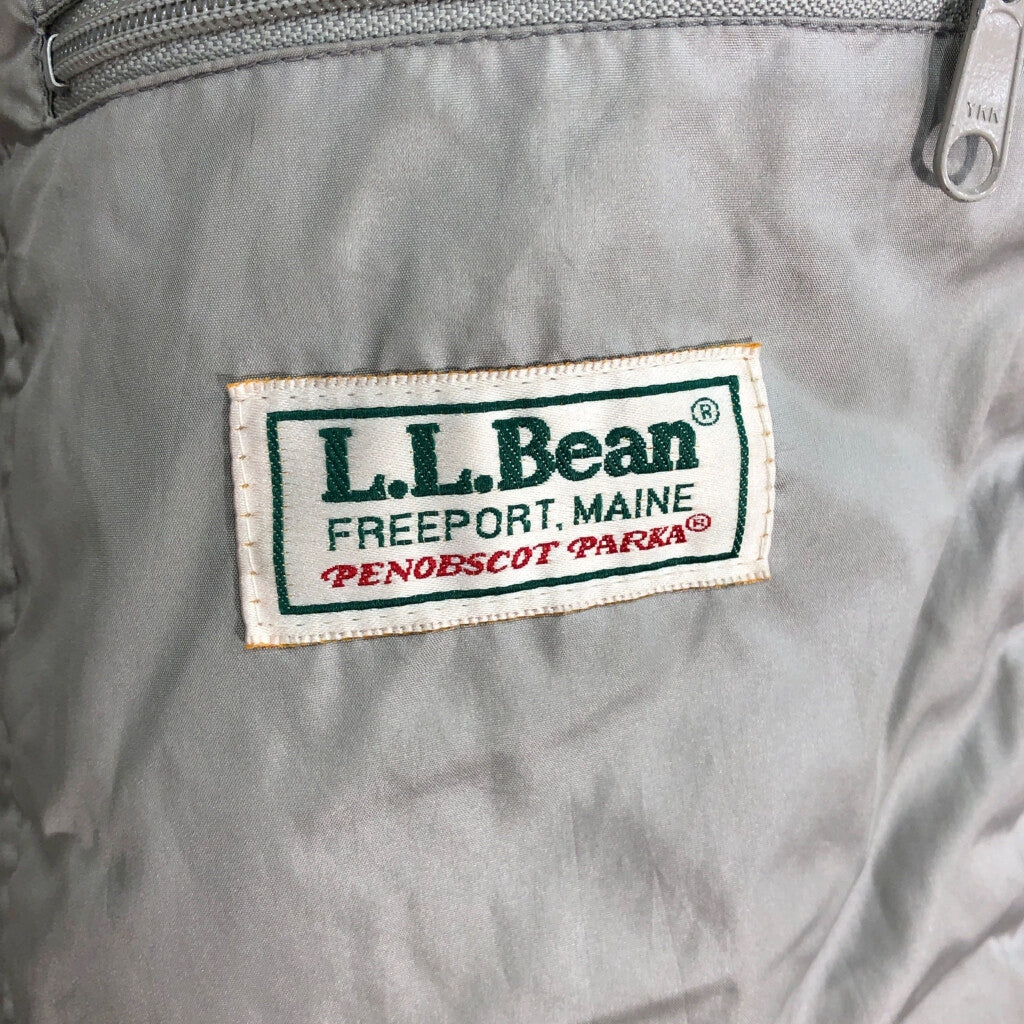 YKK
L.L.Bean®
FREEPORT, MAINE
PENOBSCOT PARKA®